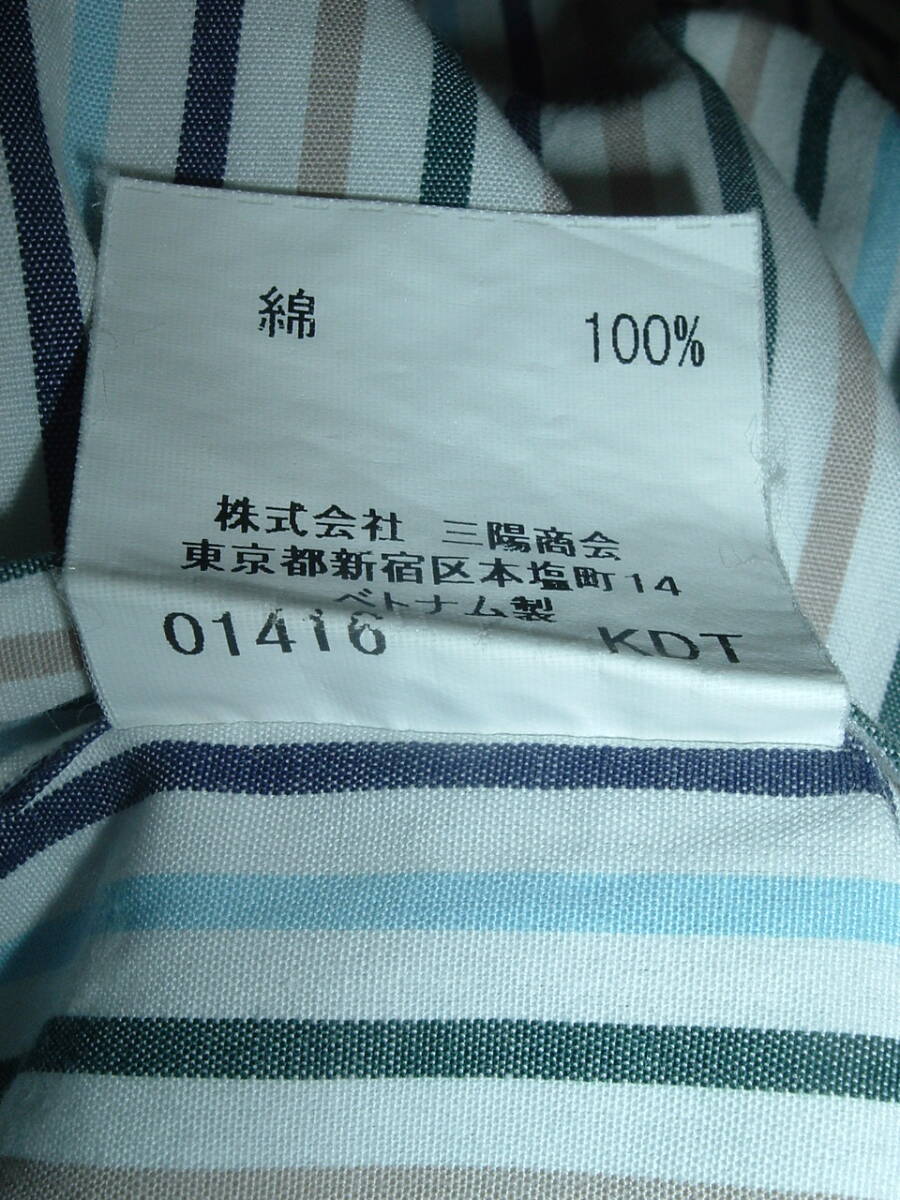 綿 100%
株式会社 三陽商会
東京都新宿区本塩町14
ベトナム製
01416 KDT